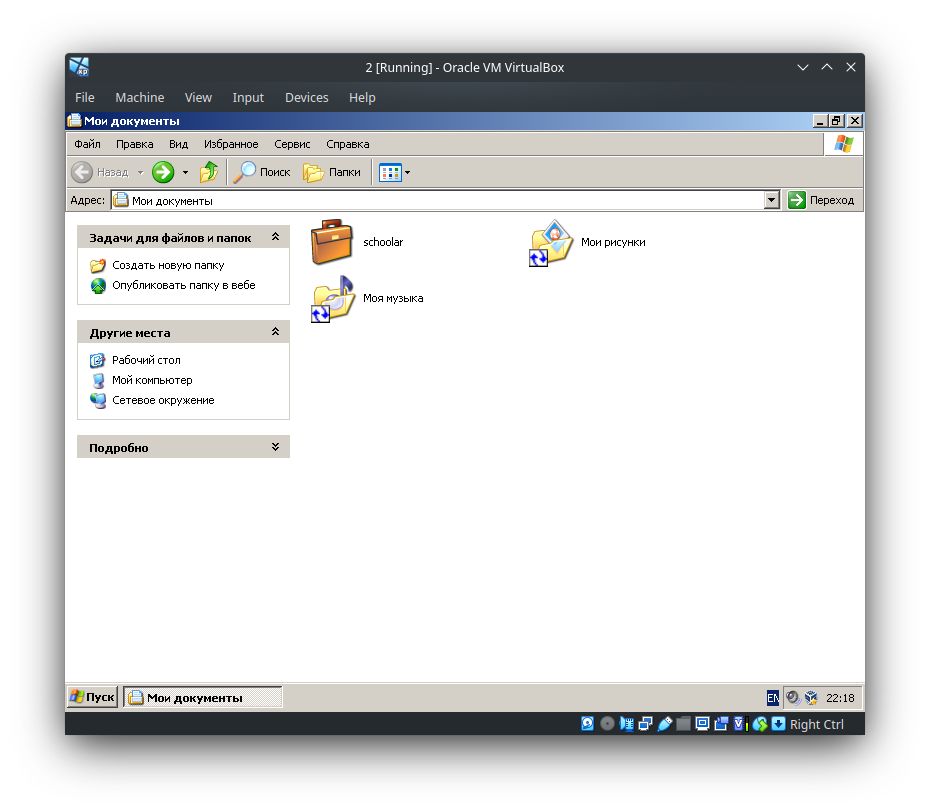 2 [Running] - Oracle VM VirtualBox
File Machine View Input Devices Help
Мои документы
Файл Правка Вид Избранное Сервис Справка
Назад Поиск Папки
Адрес: Мои документы Переход
Задачи для файлов и папок
Создать новую папку
Опубликовать папку в вебе
Другие места
Рабочий стол
Мой компьютер
Сетевое окружение
Подробно
schoolar Мои рисунки
Моя музыка
Пуск Мои документы EN 22:18
Right Ctrl